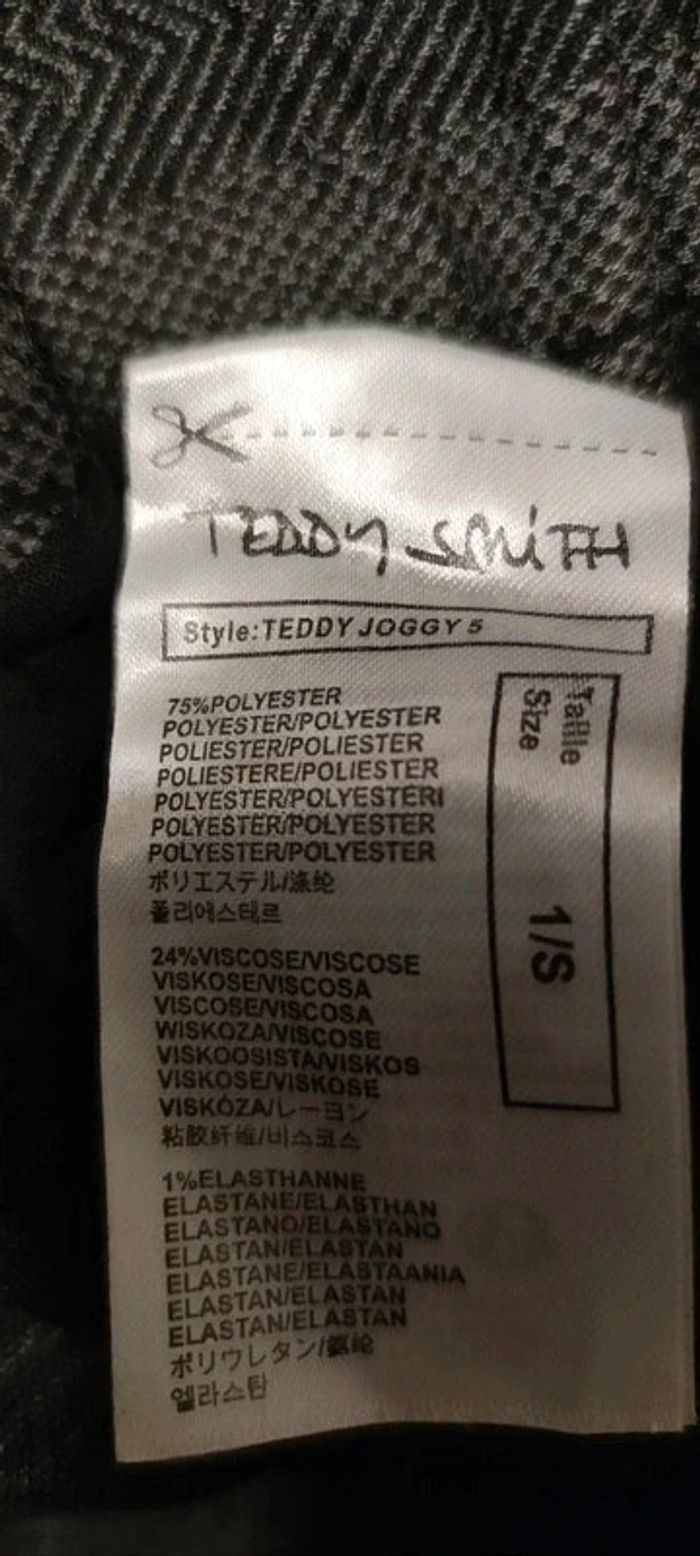 TEDDY SMITH
Style:TEDDY JOGGY 5
Taille
Size
1/S
75%POLYESTER
POLYESTER/POLYESTER
POLIESTER/POLIESTER
POLIESTERE/POLIESTER
POLYESTER/POLYESTERI
POLYESTER/POLYESTER
POLYESTER/POLYESTER
ポリエステル/涤纶
폴리에스테르
24%VISCOSE/VISCOSE
VISKOSE/VISCOSA
VISCOSE/VISCOSA
WISKOZA/VISCOSE
VISKOOSISTA/VISKOS
VISKOSE/VISKOSE
VISKÓZA/レーヨン
粘胶纤维/비스코스
1%ELASTHANNE
ELASTANE/ELASTHAN
ELASTANO/ELASTANO
ELASTAN/ELASTAN
ELASTANE/ELASTAANIA
ELASTAN/ELASTAN
ELASTAN/ELASTAN
ポリウレタン/氨纶
엘라스탄